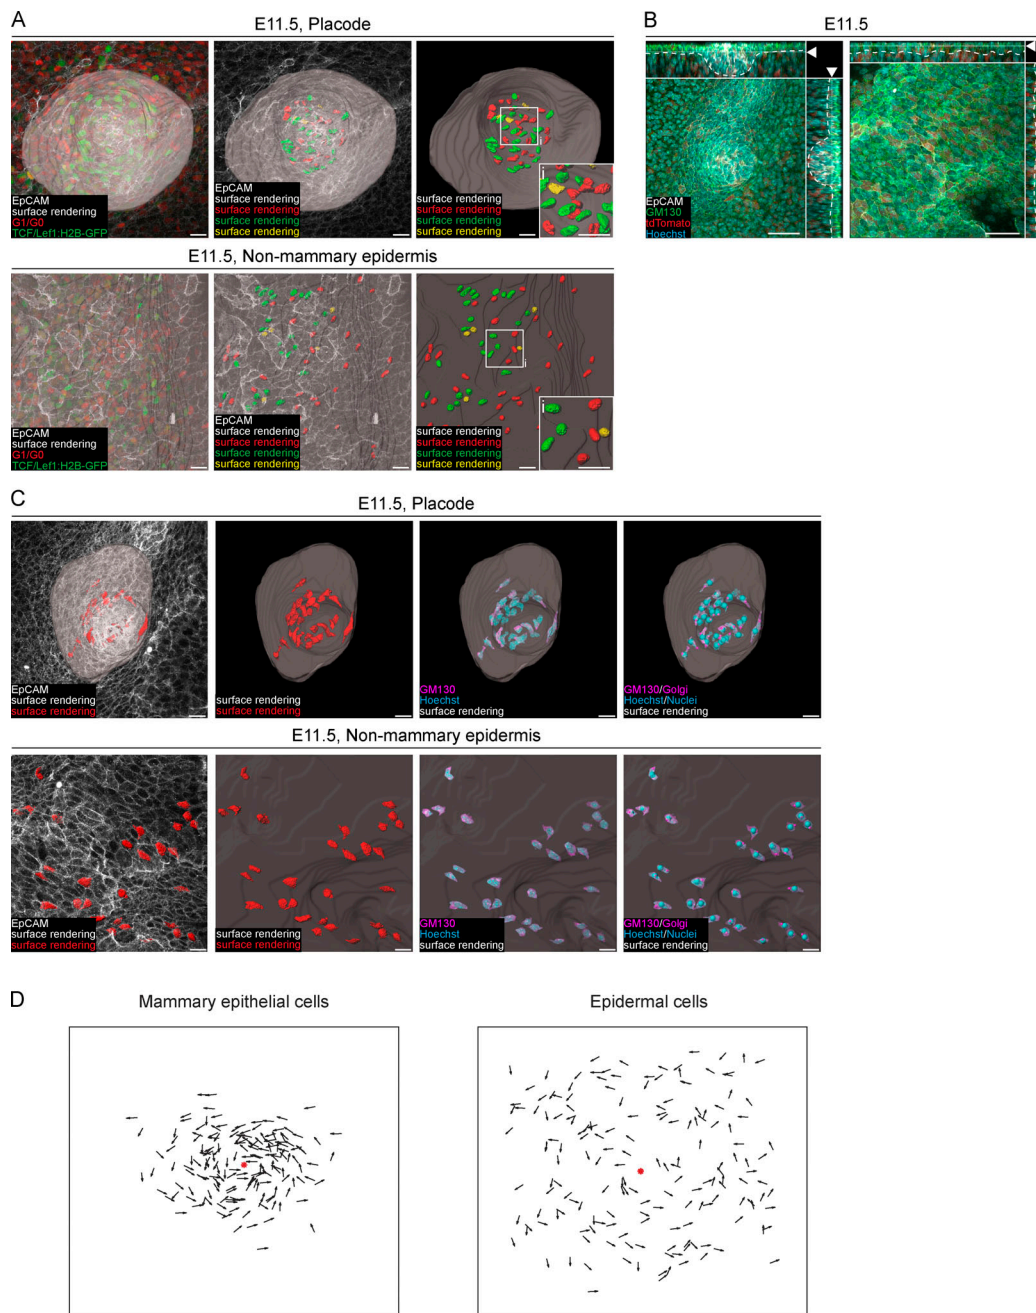 A
E11.5, Placode
EpCAM
surface rendering
G1/G0
TCF/Lef1:H2B-GFP
EpCAM
surface rendering
surface rendering
surface rendering
surface rendering
i
i
surface rendering
surface rendering
surface rendering
surface rendering
E11.5, Non-mammary epidermis
EpCAM
surface rendering
G1/G0
TCF/Lef1:H2B-GFP
EpCAM
surface rendering
surface rendering
surface rendering
surface rendering
i
i
surface rendering
surface rendering
surface rendering
surface rendering
B
E11.5
EpCAM
GM130
tdTomato
Hoechst
C
E11.5, Placode
EpCAM
surface rendering
surface rendering
surface rendering
surface rendering
GM130
Hoechst
surface rendering
GM130/Golgi
Hoechst/Nuclei
surface rendering
E11.5, Non-mammary epidermis
EpCAM
surface rendering
surface rendering
surface rendering
GM130
Hoechst
surface rendering
GM130/Golgi
Hoechst/Nuclei
surface rendering
D
Mammary epithelial cells
Epidermal cells